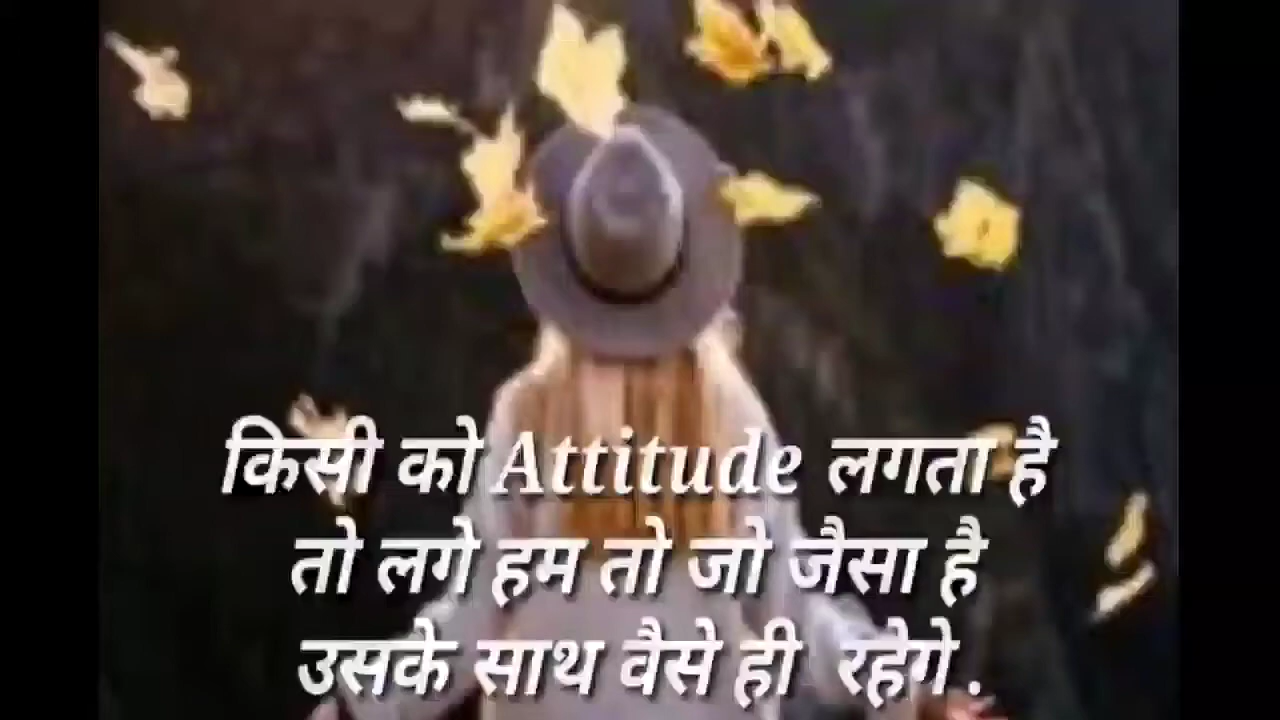 किसी को Attitude लगता है
तो लगे हम तो जो जैसा है
उसके साथ वैसे ही रहेगे .